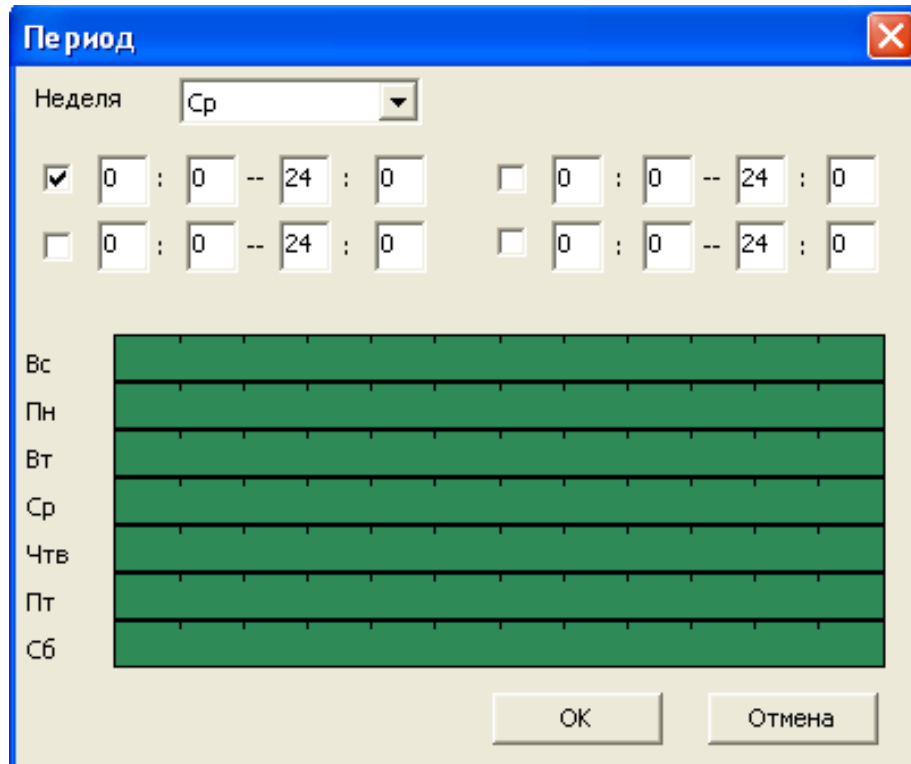 Период
Неделя Ср
0 : 0 -- 24 : 0 0 : 0 -- 24 : 0
0 : 0 -- 24 : 0 0 : 0 -- 24 : 0
Вс
Пн
Вт
Ср
Чтв
Пт
Сб
OK Отмена